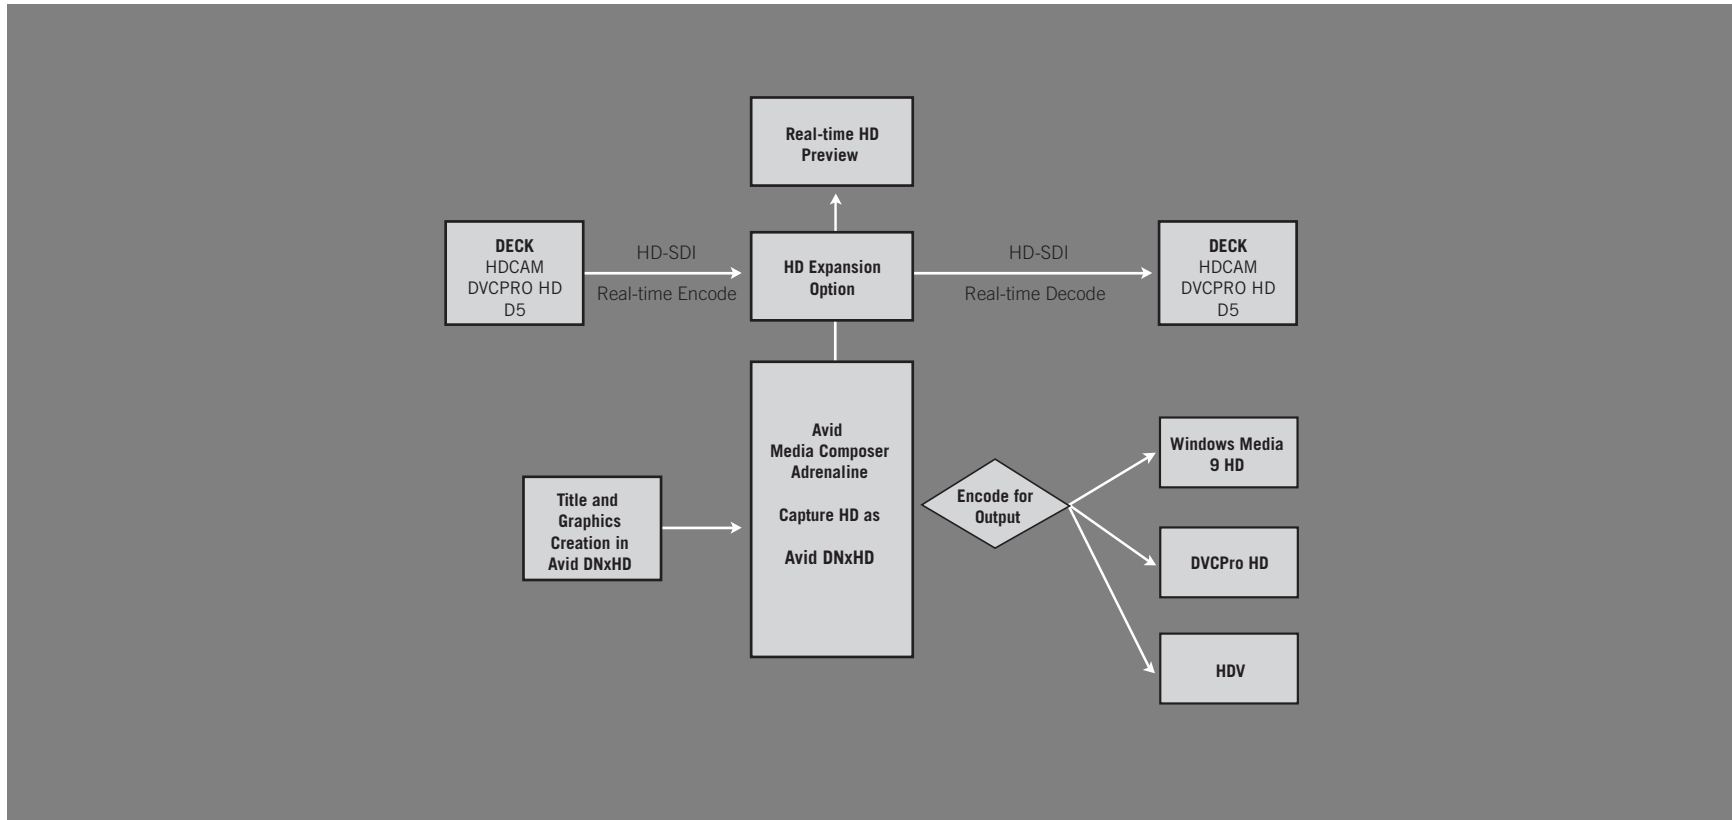 Real-time HD
Preview
DECK
HDCAM
DVCPRO HD
D5
HD-SDI
Real-time Encode
HD Expansion
Option
HD-SDI
Real-time Decode
DECK
HDCAM
DVCPRO HD
D5
Avid
Media Composer
Adrenaline
Capture HD as
Avid DNxHD
Title and
Graphics
Creation in
Avid DNxHD
Encode for
Output
Windows Media
9 HD
DVCPro HD
HDV